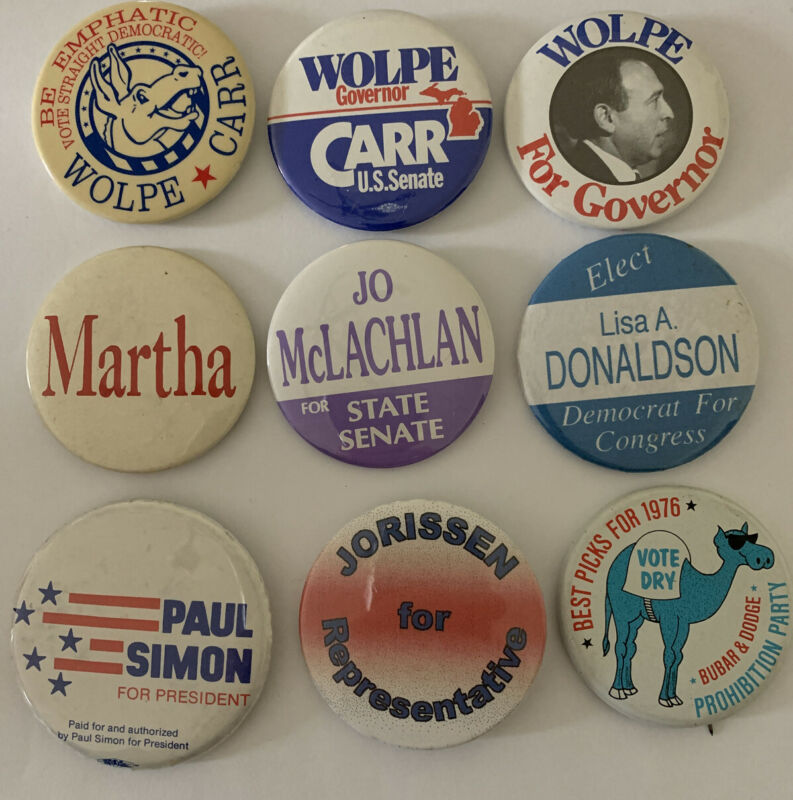 BE EMPHATIC
VOTE STRAIGHT DEMOCRATIC!
WOLPE ★ CARR
WOLPE
Governor
CARR
U.S. Senate
WOLPE
For Governor
Martha
JO
McLACHLAN
FOR STATE
SENATE
Elect
Lisa A.
DONALDSON
Democrat For
Congress
PAUL
SIMON
FOR PRESIDENT
Paid for and authorized
by Paul Simon for President
JORISSEN
for
Representative
★ BEST PICKS FOR 1976 ★
VOTE
DRY
★ BUBAR & DODGE ★
PROHIBITION PARTY